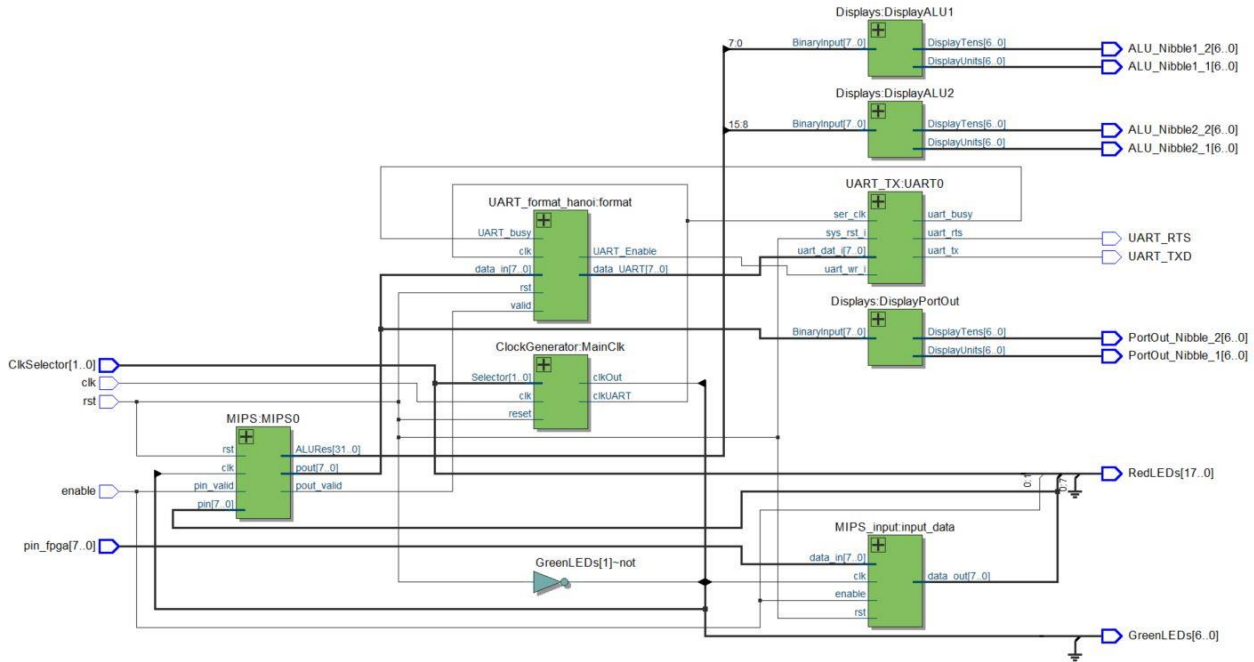 Displays:DisplayALU1
7:0
BinaryInput[7..0]
DisplayTens[6..0]
DisplayUnits[6..0]
ALU_Nibble1_2[6..0]
ALU_Nibble1_1[6..0]
Displays:DisplayALU2
15:8
BinaryInput[7..0]
DisplayTens[6..0]
DisplayUnits[6..0]
ALU_Nibble2_2[6..0]
ALU_Nibble2_1[6..0]
UART_format_hanoi:format
UART_busy
clk
data_in[7..0]
rst
valid
UART_Enable
data_UART[7..0]
UART_TX:UART0
ser_clk
sys_rst_i
uart_dat_i[7..0]
uart_wr_i
uart_busy
uart_rts
uart_tx
UART_RTS
UART_TXD
Displays:DisplayPortOut
BinaryInput[7..0]
DisplayTens[6..0]
DisplayUnits[6..0]
PortOut_Nibble_2[6..0]
PortOut_Nibble_1[6..0]
ClockGenerator:MainClk
Selector[1..0]
clk
reset
clkOut
clkUART
ClkSelector[1..0]
clk
rst
MIPS:MIPS0
rst
clk
pin_valid
pin[7..0]
ALURes[31..0]
pout[7..0]
pout_valid
enable
pin_fpga[7..0]
0:1
0:7
RedLEDs[17..0]
MIPS_input:input_data
data_in[7..0]
clk
enable
rst
data_out[7..0]
GreenLEDs[1]~not
GreenLEDs[6..0]